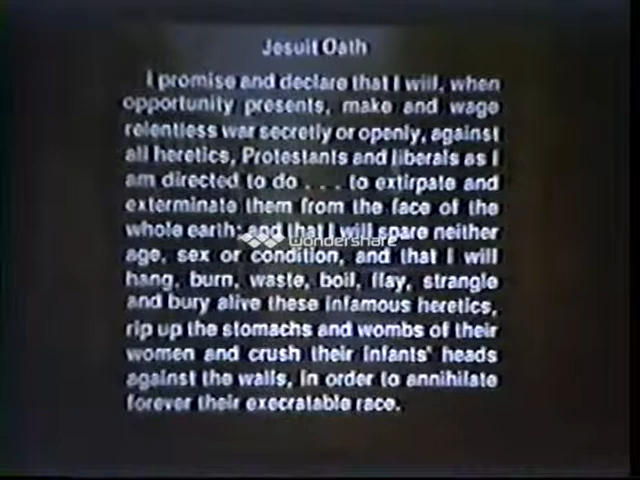 Jesuit Oath
I promise and declare that I will, when
opportunity presents, make and wage
relentless war secretly or openly, against
all heretics, Protestants and liberals as I
am directed to do . . . to extirpate and
exterminate them from the face of the
whole earth; and that I will spare neither
wondershare
age, sex or condition, and that I will
hang, burn, waste, boil, flay, strangle
and bury alive these infamous heretics,
rip up the stomachs and wombs of their
women and crush their infants' heads
against the walls, in order to annihilate
forever their execratable race.